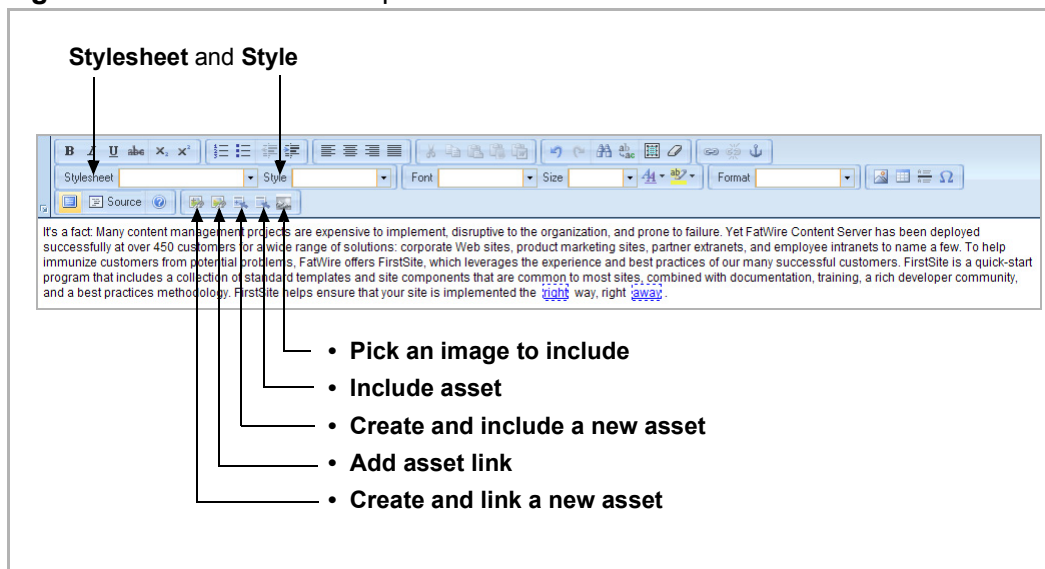 Stylesheet and Style
B I U abc X₂ X²
Stylesheet Style Font Size Format
Source
It's a fact: Many content management projects are expensive to implement, disruptive to the organization, and prone to failure. Yet FatWire Content Server has been deployed
successfully at over 450 customers for a wide range of solutions: corporate Web sites, product marketing sites, partner extranets, and employee intranets to name a few. To help
immunize customers from potential problems, FatWire offers FirstSite, which leverages the experience and best practices of our many successful customers. FirstSite is a quick-start
program that includes a collection of standard templates and site components that are common to most sites, combined with documentation, training, a rich developer community,
and a best practices methodology. FirstSite helps ensure that your site is implemented the right way, right away.
• Pick an image to include
• Include asset
• Create and include a new asset
• Add asset link
• Create and link a new asset